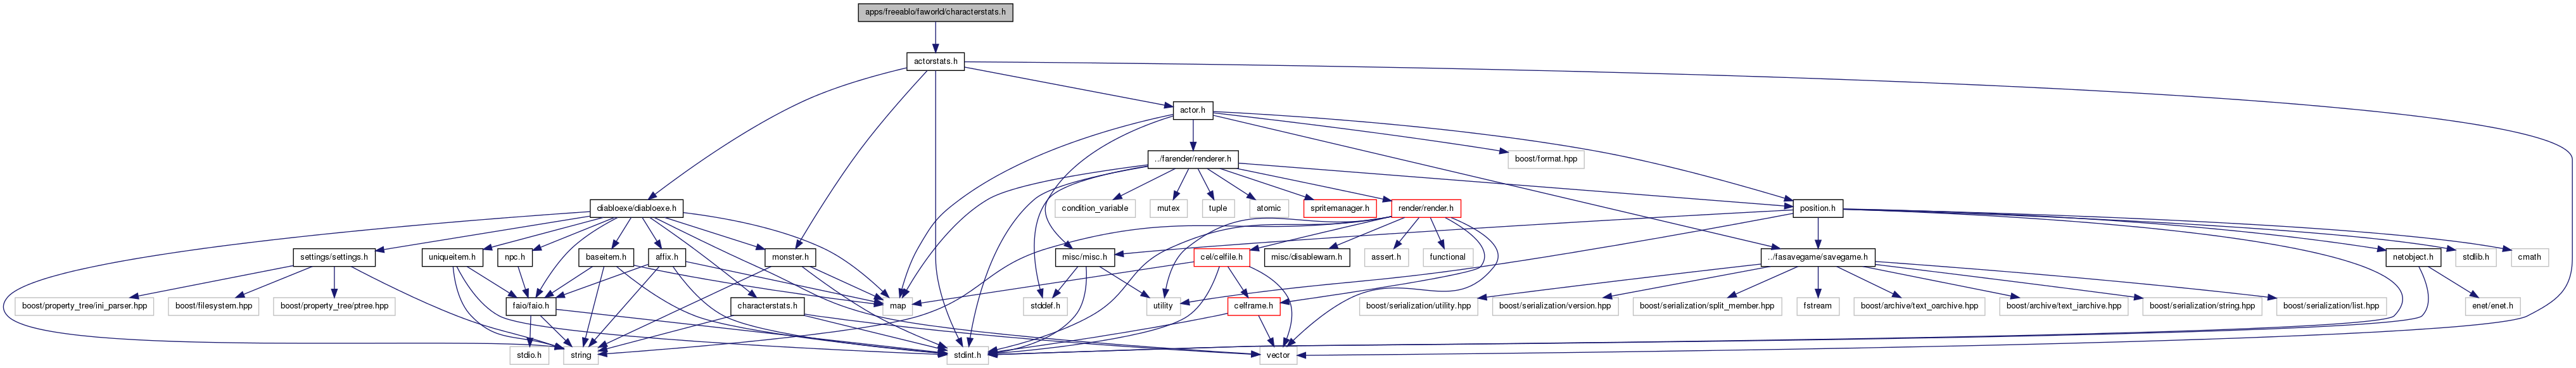 apps/freeablo/faworld/characterstats.h
actorstats.h
actor.h
../farender/renderer.h
boost/format.hpp
diabloexe/diabloexe.h
condition_variable
mutex
tuple
atomic
spritemanager.h
render/render.h
position.h
settings/settings.h
uniqueitem.h
npc.h
baseitem.h
affix.h
monster.h
misc/misc.h
cel/celfile.h
misc/disablewarn.h
assert.h
functional
../fasavegame/savegame.h
netobject.h
stdlib.h
cmath
boost/property_tree/ini_parser.hpp
boost/filesystem.hpp
boost/property_tree/ptree.hpp
faio/faio.h
characterstats.h
map
stddef.h
utility
celframe.h
boost/serialization/utility.hpp
boost/serialization/version.hpp
boost/serialization/split_member.hpp
fstream
boost/archive/text_oarchive.hpp
boost/archive/text_iarchive.hpp
boost/serialization/string.hpp
boost/serialization/list.hpp
enet/enet.h
stdio.h
string
stdint.h
vector